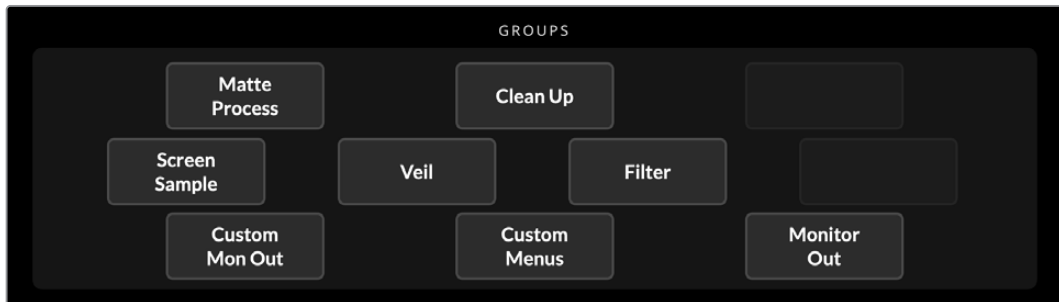 GROUPS
Matte
Process
Clean Up
Screen
Sample
Veil
Filter
Custom
Mon Out
Custom
Menus
Monitor
Out